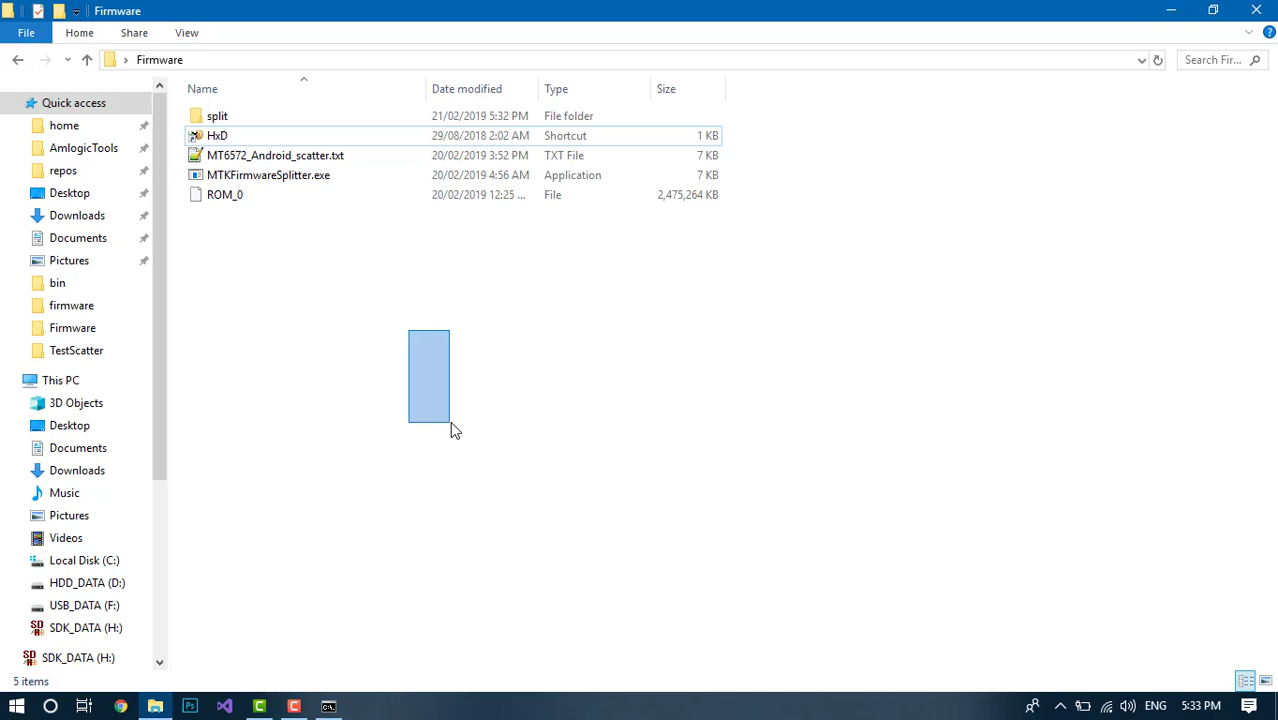 Firmware
File Home Share View
Firmware Search Fir...
Name Date modified Type Size
Quick access
home
AmlogicTools
repos
Desktop
Downloads
Documents
Pictures
bin
firmware
Firmware
TestScatter
This PC
3D Objects
Desktop
Documents
Downloads
Music
Pictures
Videos
Local Disk (C:)
HDD_DATA (D:)
USB_DATA (F:)
SDK_DATA (H:)
SDK_DATA (H:)
split 21/02/2019 5:32 PM File folder
HxD 29/08/2018 2:02 AM Shortcut 1 KB
MT6572_Android_scatter.txt 20/02/2019 3:52 PM TXT File 7 KB
MTKFirmwareSplitter.exe 20/02/2019 4:56 AM Application 7 KB
ROM_0 20/02/2019 12:25 ... File 2,475,264 KB
5 items
ENG 5:33 PM